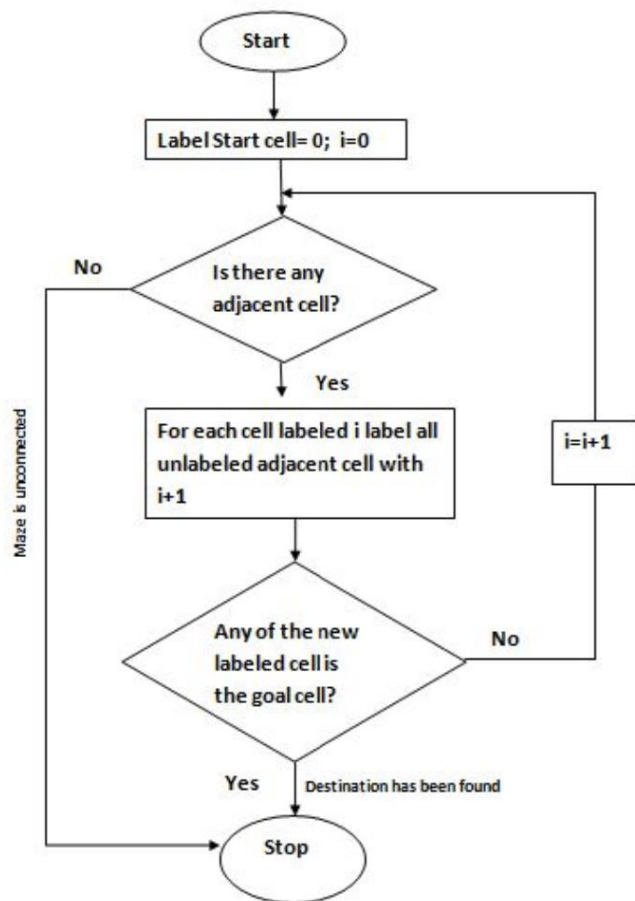 Start
Label Start cell= 0;  i=0
No
Is there any
adjacent cell?
Yes
For each cell labeled i label all
unlabeled adjacent cell with
i+1
i=i+1
Maze is unconnected
Any of the new
labeled cell is
the goal cell?
No
Yes
Destination has been found
Stop